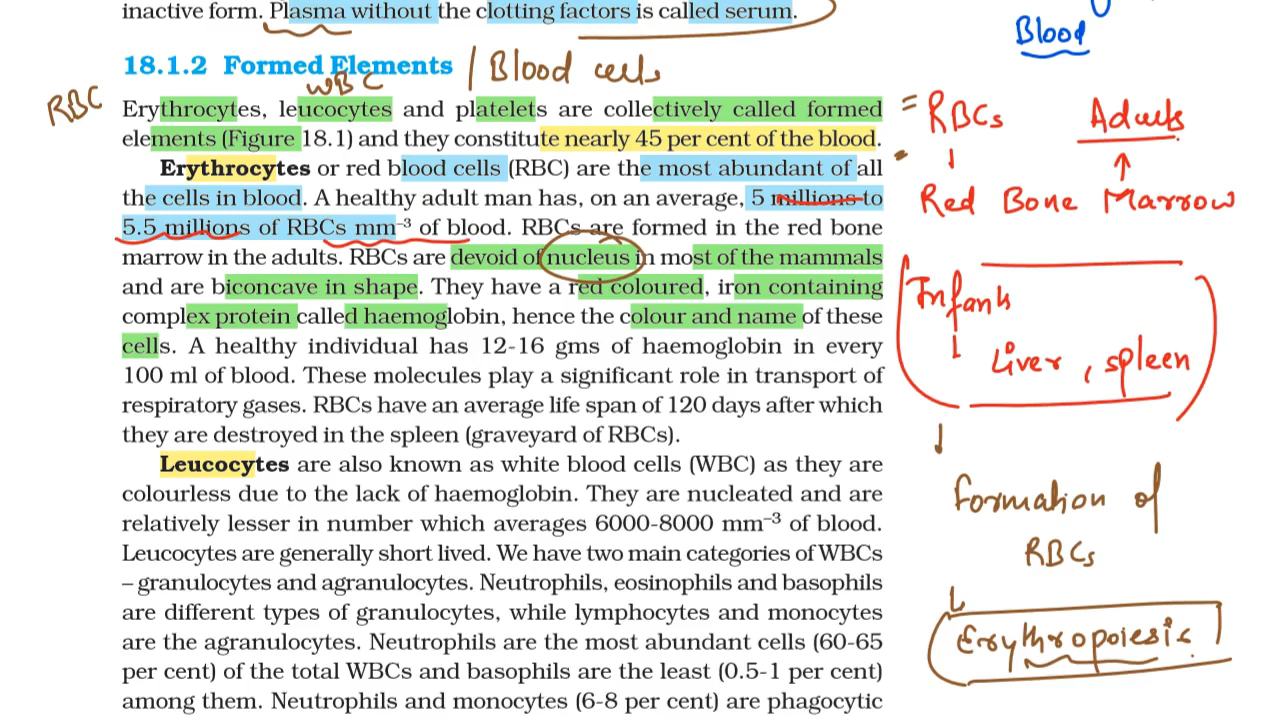 inactive form. Plasma without the clotting factors is called serum.
Blood
18.1.2 Formed Elements | Blood cells
WBC
RBC
Erythrocytes, leucocytes and platelets are collectively called formed
elements (Figure 18.1) and they constitute nearly 45 per cent of the blood.
Erythrocytes or red blood cells (RBC) are the most abundant of all
the cells in blood. A healthy adult man has, on an average, 5 millions to
5.5 millions of RBCs mm⁻³ of blood. RBCs are formed in the red bone
marrow in the adults. RBCs are devoid of nucleus in most of the mammals
and are biconcave in shape. They have a red coloured, iron containing
complex protein called haemoglobin, hence the colour and name of these
cells. A healthy individual has 12-16 gms of haemoglobin in every
100 ml of blood. These molecules play a significant role in transport of
respiratory gases. RBCs have an average life span of 120 days after which
they are destroyed in the spleen (graveyard of RBCs).
Leucocytes are also known as white blood cells (WBC) as they are
colourless due to the lack of haemoglobin. They are nucleated and are
relatively lesser in number which averages 6000-8000 mm⁻³ of blood.
Leucocytes are generally short lived. We have two main categories of WBCs
– granulocytes and agranulocytes. Neutrophils, eosinophils and basophils
are different types of granulocytes, while lymphocytes and monocytes
are the agranulocytes. Neutrophils are the most abundant cells (60-65
per cent) of the total WBCs and basophils are the least (0.5-1 per cent)
among them. Neutrophils and monocytes (6-8 per cent) are phagocytic
= RBCs Adults
↓ ↑
Red Bone Marrow
Infants
↓
Liver, spleen
↓
Formation of
RBCs
Erythropoiesis